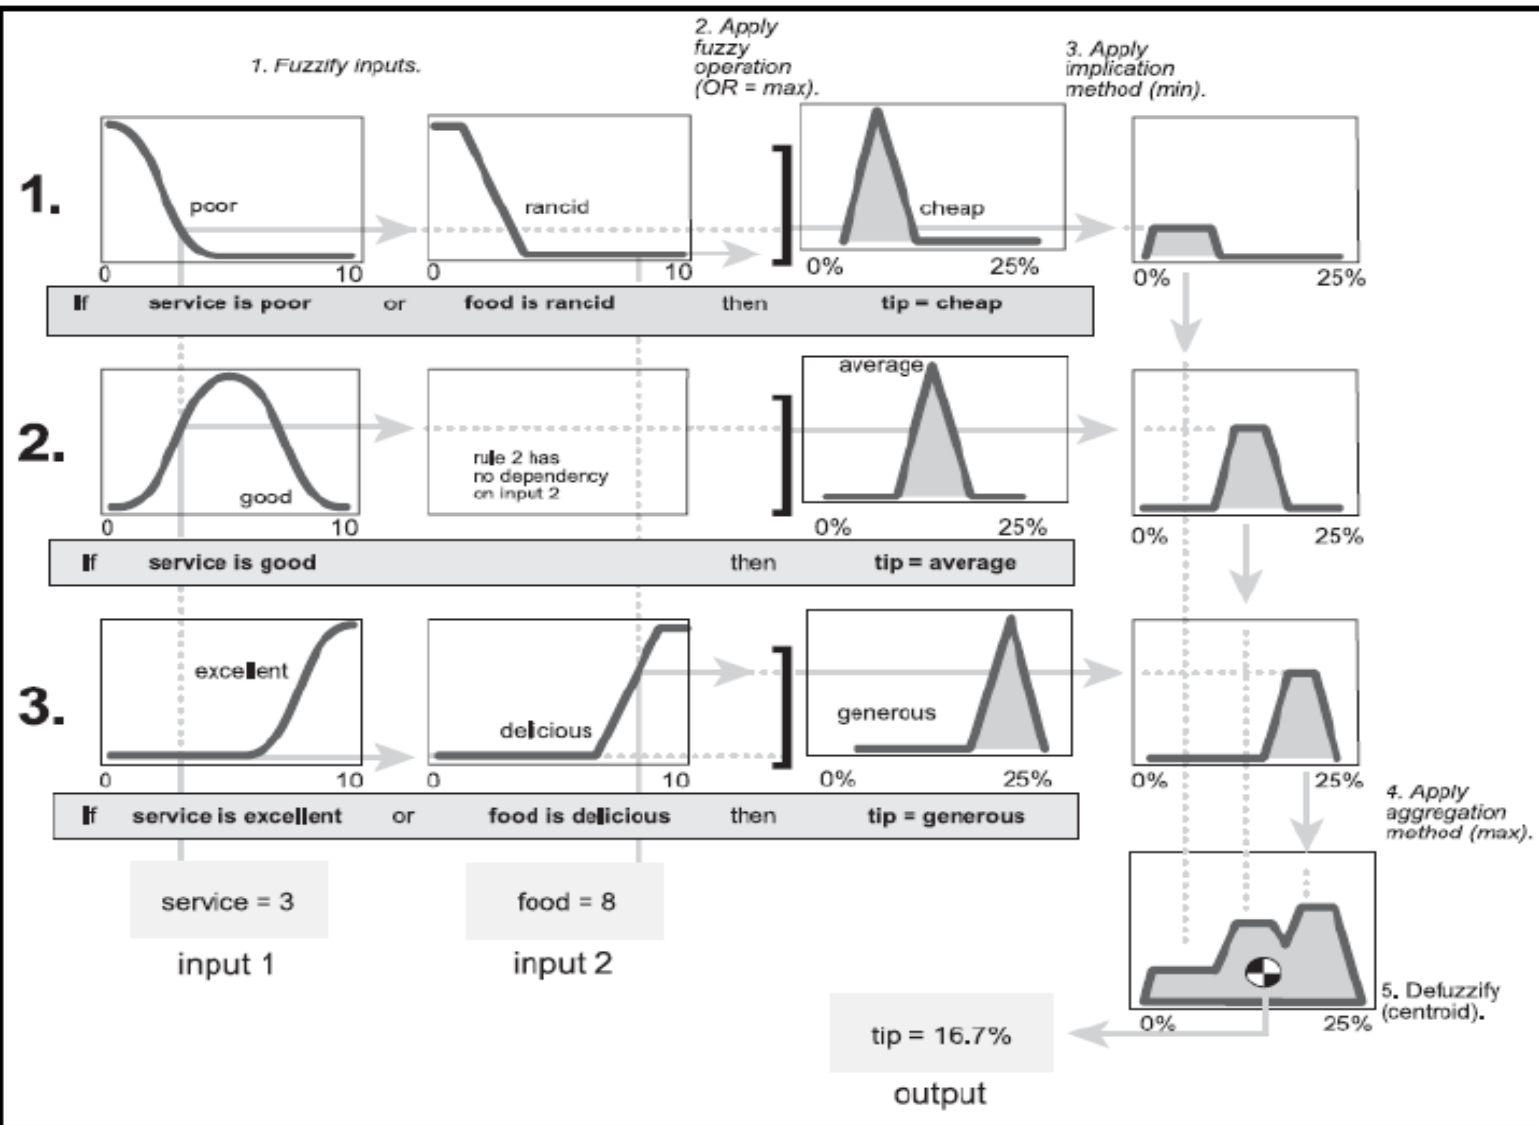 1. Fuzzify inputs.
2. Apply
fuzzy
operation
(OR = max).
3. Apply
implication
method (min).
1.
poor
0 10
rancid
0 10
cheap
0% 25%
0% 25%
If service is poor or food is rancid then tip = cheap
2.
good
0 10
rule 2 has
no dependency
on input 2
average
0% 25%
0% 25%
If service is good then tip = average
3.
excellent
0 10
delicious
0 10
generous
0% 25%
0% 25%
If service is excellent or food is delicious then tip = generous
4. Apply
aggregation
method (max).
service = 3
input 1
food = 8
input 2
0% 25%
5. Defuzzify
(centroid).
tip = 16.7%
output